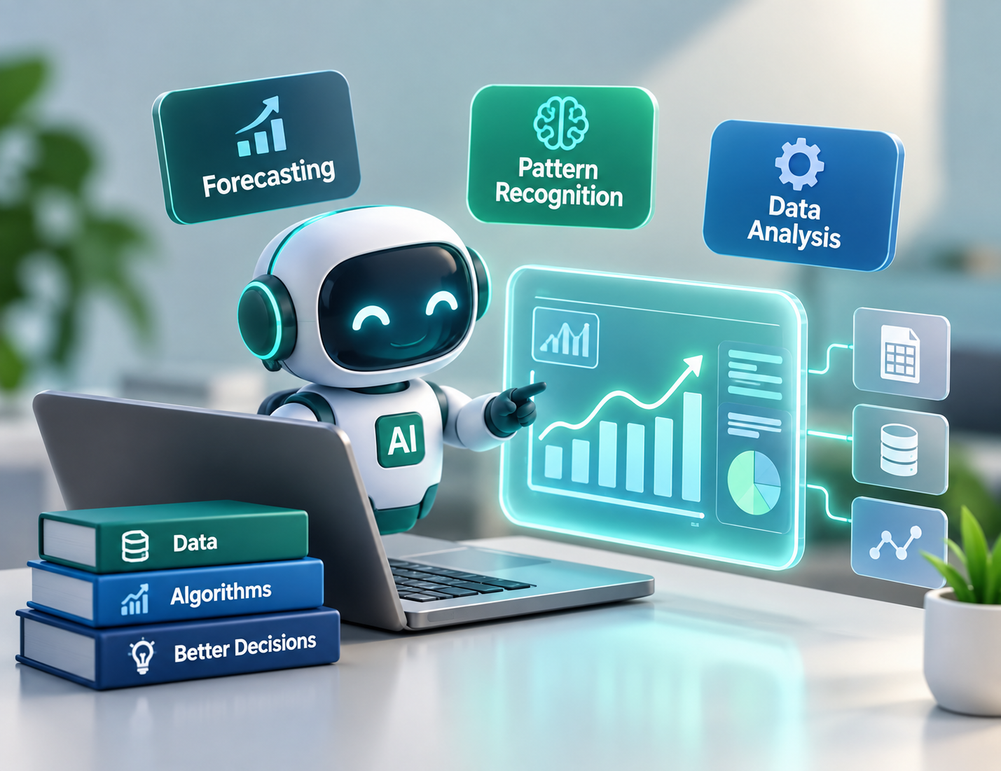 Forecasting
Pattern
Recognition
Data
Analysis
AI
Data
Algorithms
Better Decisions